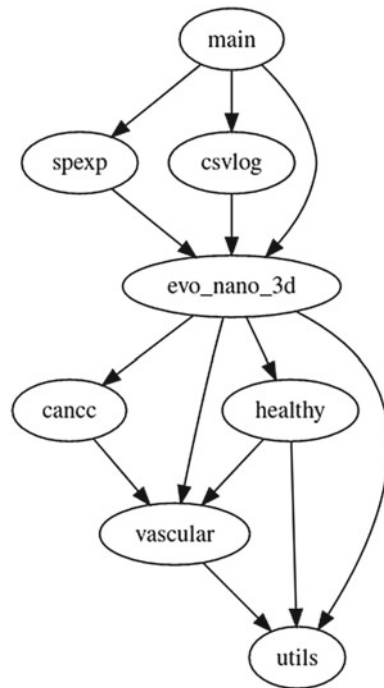 main
spexp
csvlog
evo_nano_3d
cancc
healthy
vascular
utils